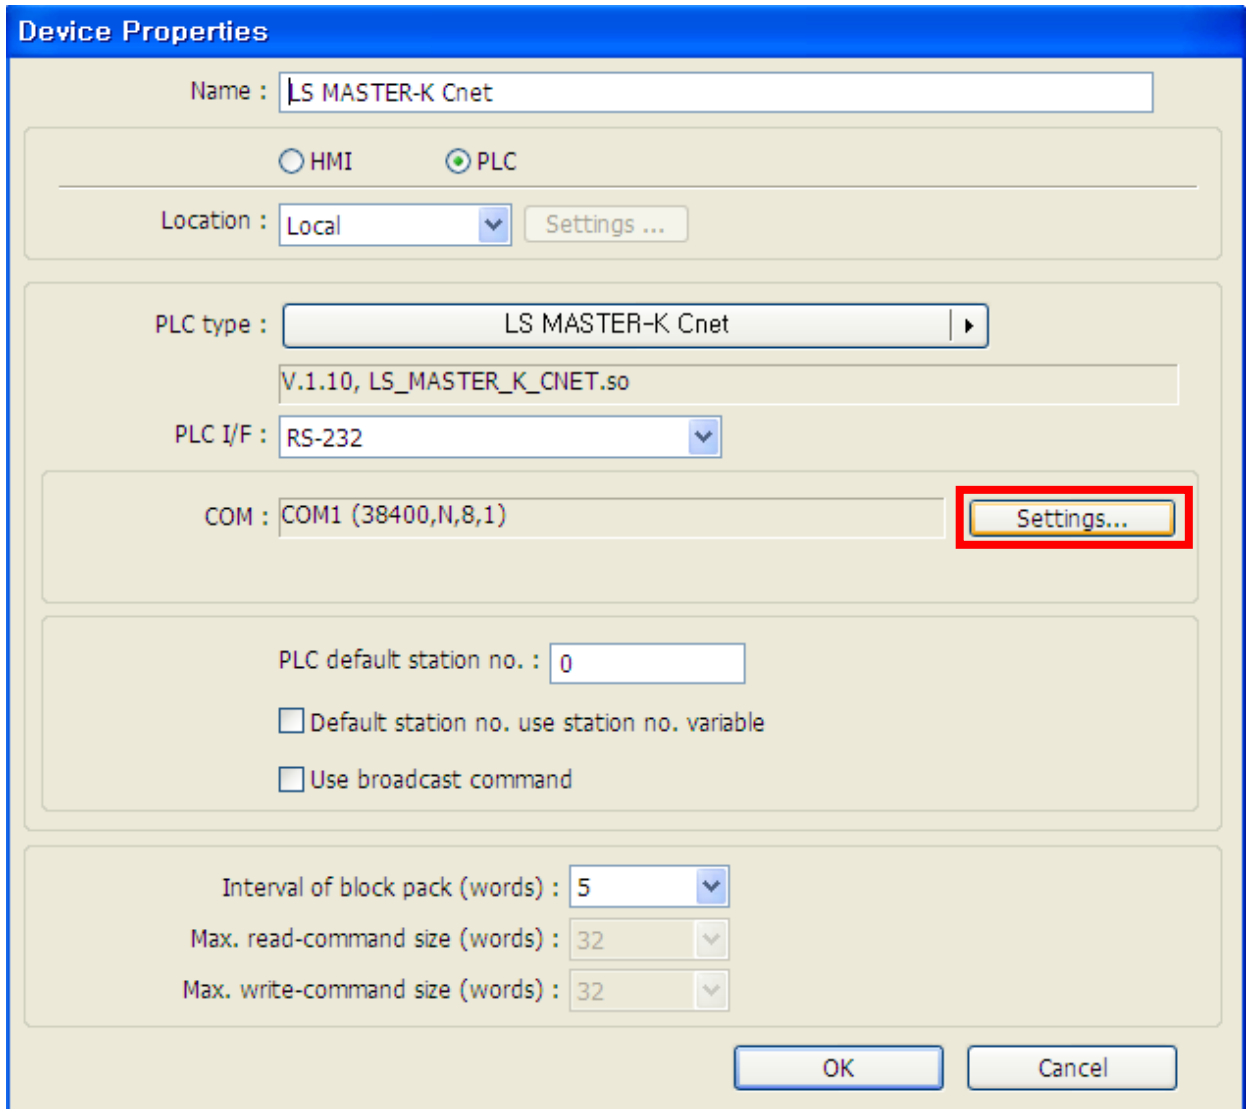 Device Properties
Name : LS MASTER-K Cnet
HMI PLC
Location : Local Settings ...
PLC type : LS MASTER-K Cnet
V.1.10, LS_MASTER_K_CNET.so
PLC I/F : RS-232
COM : COM1 (38400,N,8,1) Settings...
PLC default station no. : 0
Default station no. use station no. variable
Use broadcast command
Interval of block pack (words) : 5
Max. read-command size (words) : 32
Max. write-command size (words) : 32
OK Cancel